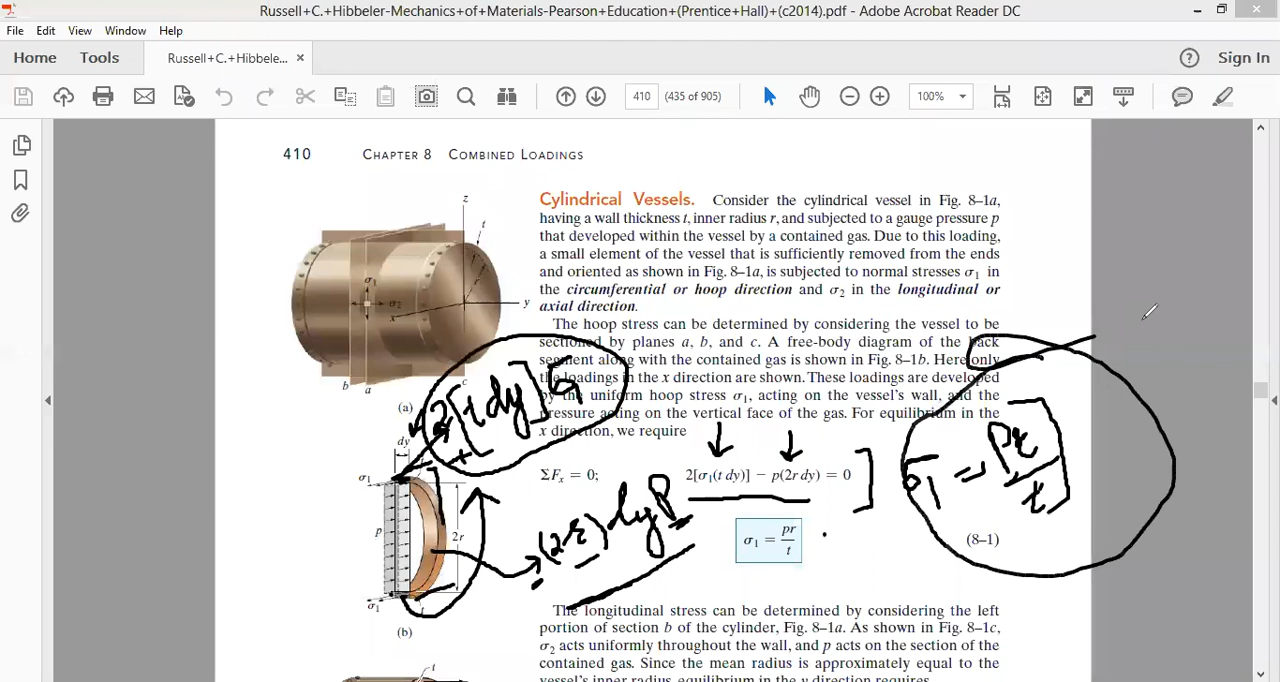 Russell+C.+Hibbeler-Mechanics+of+Materials-Pearson Education+(Prentice+Hall)+(c2014).pdf - Adobe Acrobat Reader DC
File Edit View Window Help
Home Tools Russell+C.+Hibbele... × Sign In
410 (435 of 905) 100%
410 CHAPTER 8 COMBINED LOADINGS
Cylindrical Vessels. Consider the cylindrical vessel in Fig. 8–1a,
having a wall thickness t, inner radius r, and subjected to a gauge pressure p
that developed within the vessel by a contained gas. Due to this loading,
a small element of the vessel that is sufficiently removed from the ends
and oriented as shown in Fig. 8–1a, is subjected to normal stresses σ1 in
the circumferential or hoop direction and σ2 in the longitudinal or
axial direction.
The hoop stress can be determined by considering the vessel to be
sectioned by planes a, b, and c. A free-body diagram of the back
segment along with the contained gas is shown in Fig. 8–1b. Here only
the loadings in the x direction are shown. These loadings are developed
by the uniform hoop stress σ1, acting on the vessel's wall, and the
pressure acting on the vertical face of the gas. For equilibrium in the
x direction, we require
ΣFx = 0; 2[σ1(t dy)] − p(2r dy) = 0
σ1 = pr/t
(8–1)
The longitudinal stress can be determined by considering the left
portion of section b of the cylinder, Fig. 8–1a. As shown in Fig. 8–1c,
σ2 acts uniformly throughout the wall, and p acts on the section of the
contained gas. Since the mean radius is approximately equal to the
vessel's inner radius, equilibrium in the y direction requires
z
t
σ1
σ2
x
y
b a
c
(a)
dy
σ1
p
2r
σ1
t
(b)
t
2[t dy] σ1
(2r) dy P
σ1 = Pr/t